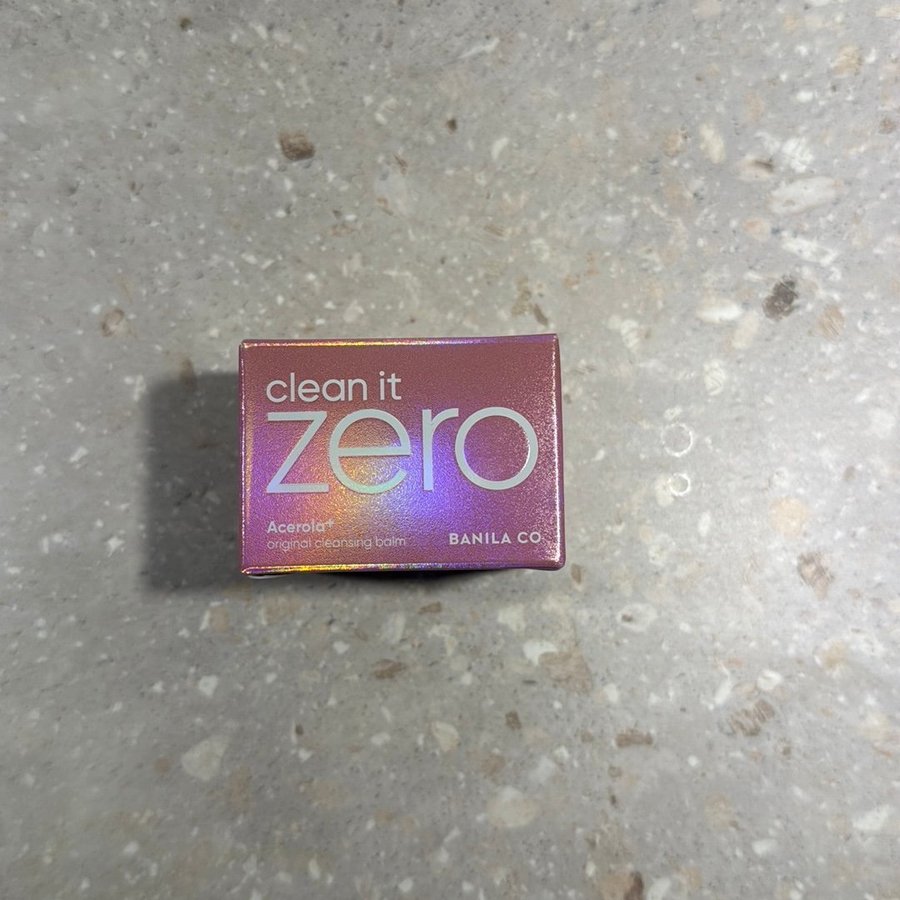 clean it
zero
Acerola⁺
original cleansing balm
BANILA CO